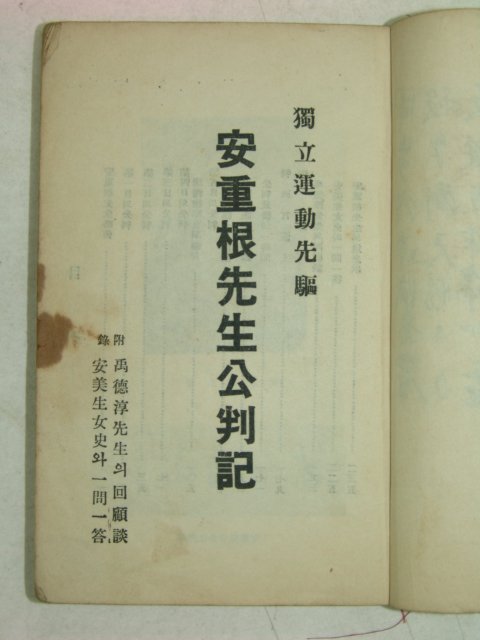 獨立運動先驅
安重根先生公判記
附錄
禹德淳先生의回顧談
安美生女史와一問一答